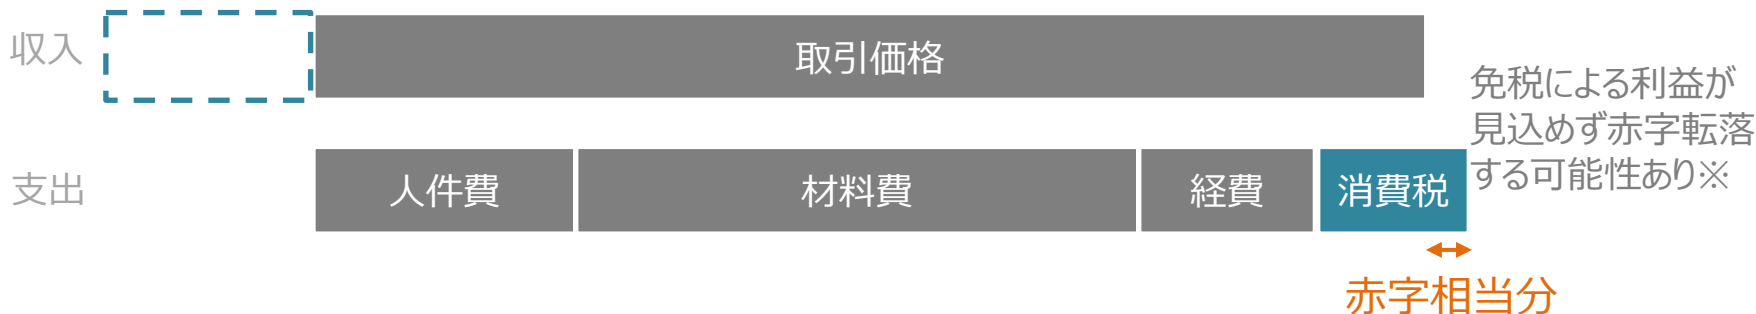 収入
取引価格
免税による利益が
見込めず赤字転落
する可能性あり※
支出
人件費
材料費
経費
消費税
赤字相当分